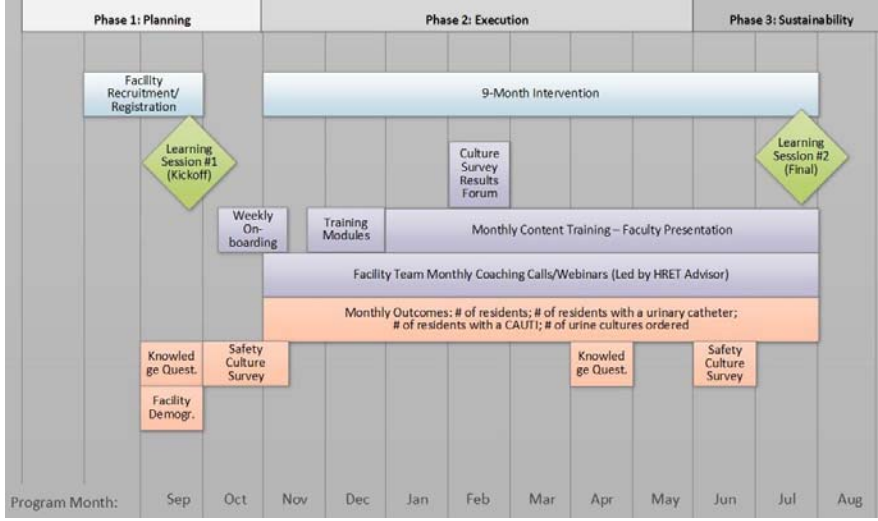 Phase 1: Planning
Phase 2: Execution
Phase 3: Sustainability
Facility
Recruitment/
Registration
9-Month Intervention
Learning
Session #1
(Kickoff)
Culture
Survey
Results
Forum
Learning
Session #2
(Final)
Weekly
On-
boarding
Training
Modules
Monthly Content Training – Faculty Presentation
Facility Team Monthly Coaching Calls/Webinars (Led by HRET Advisor)
Monthly Outcomes: # of residents; # of residents with a urinary catheter;
# of residents with a CAUTI; # of urine cultures ordered
Knowled
ge Quest.
Safety
Culture
Survey
Knowled
ge Quest.
Safety
Culture
Survey
Facility
Demogr.
Program Month: Sep Oct Nov Dec Jan Feb Mar Apr May Jun Jul Aug